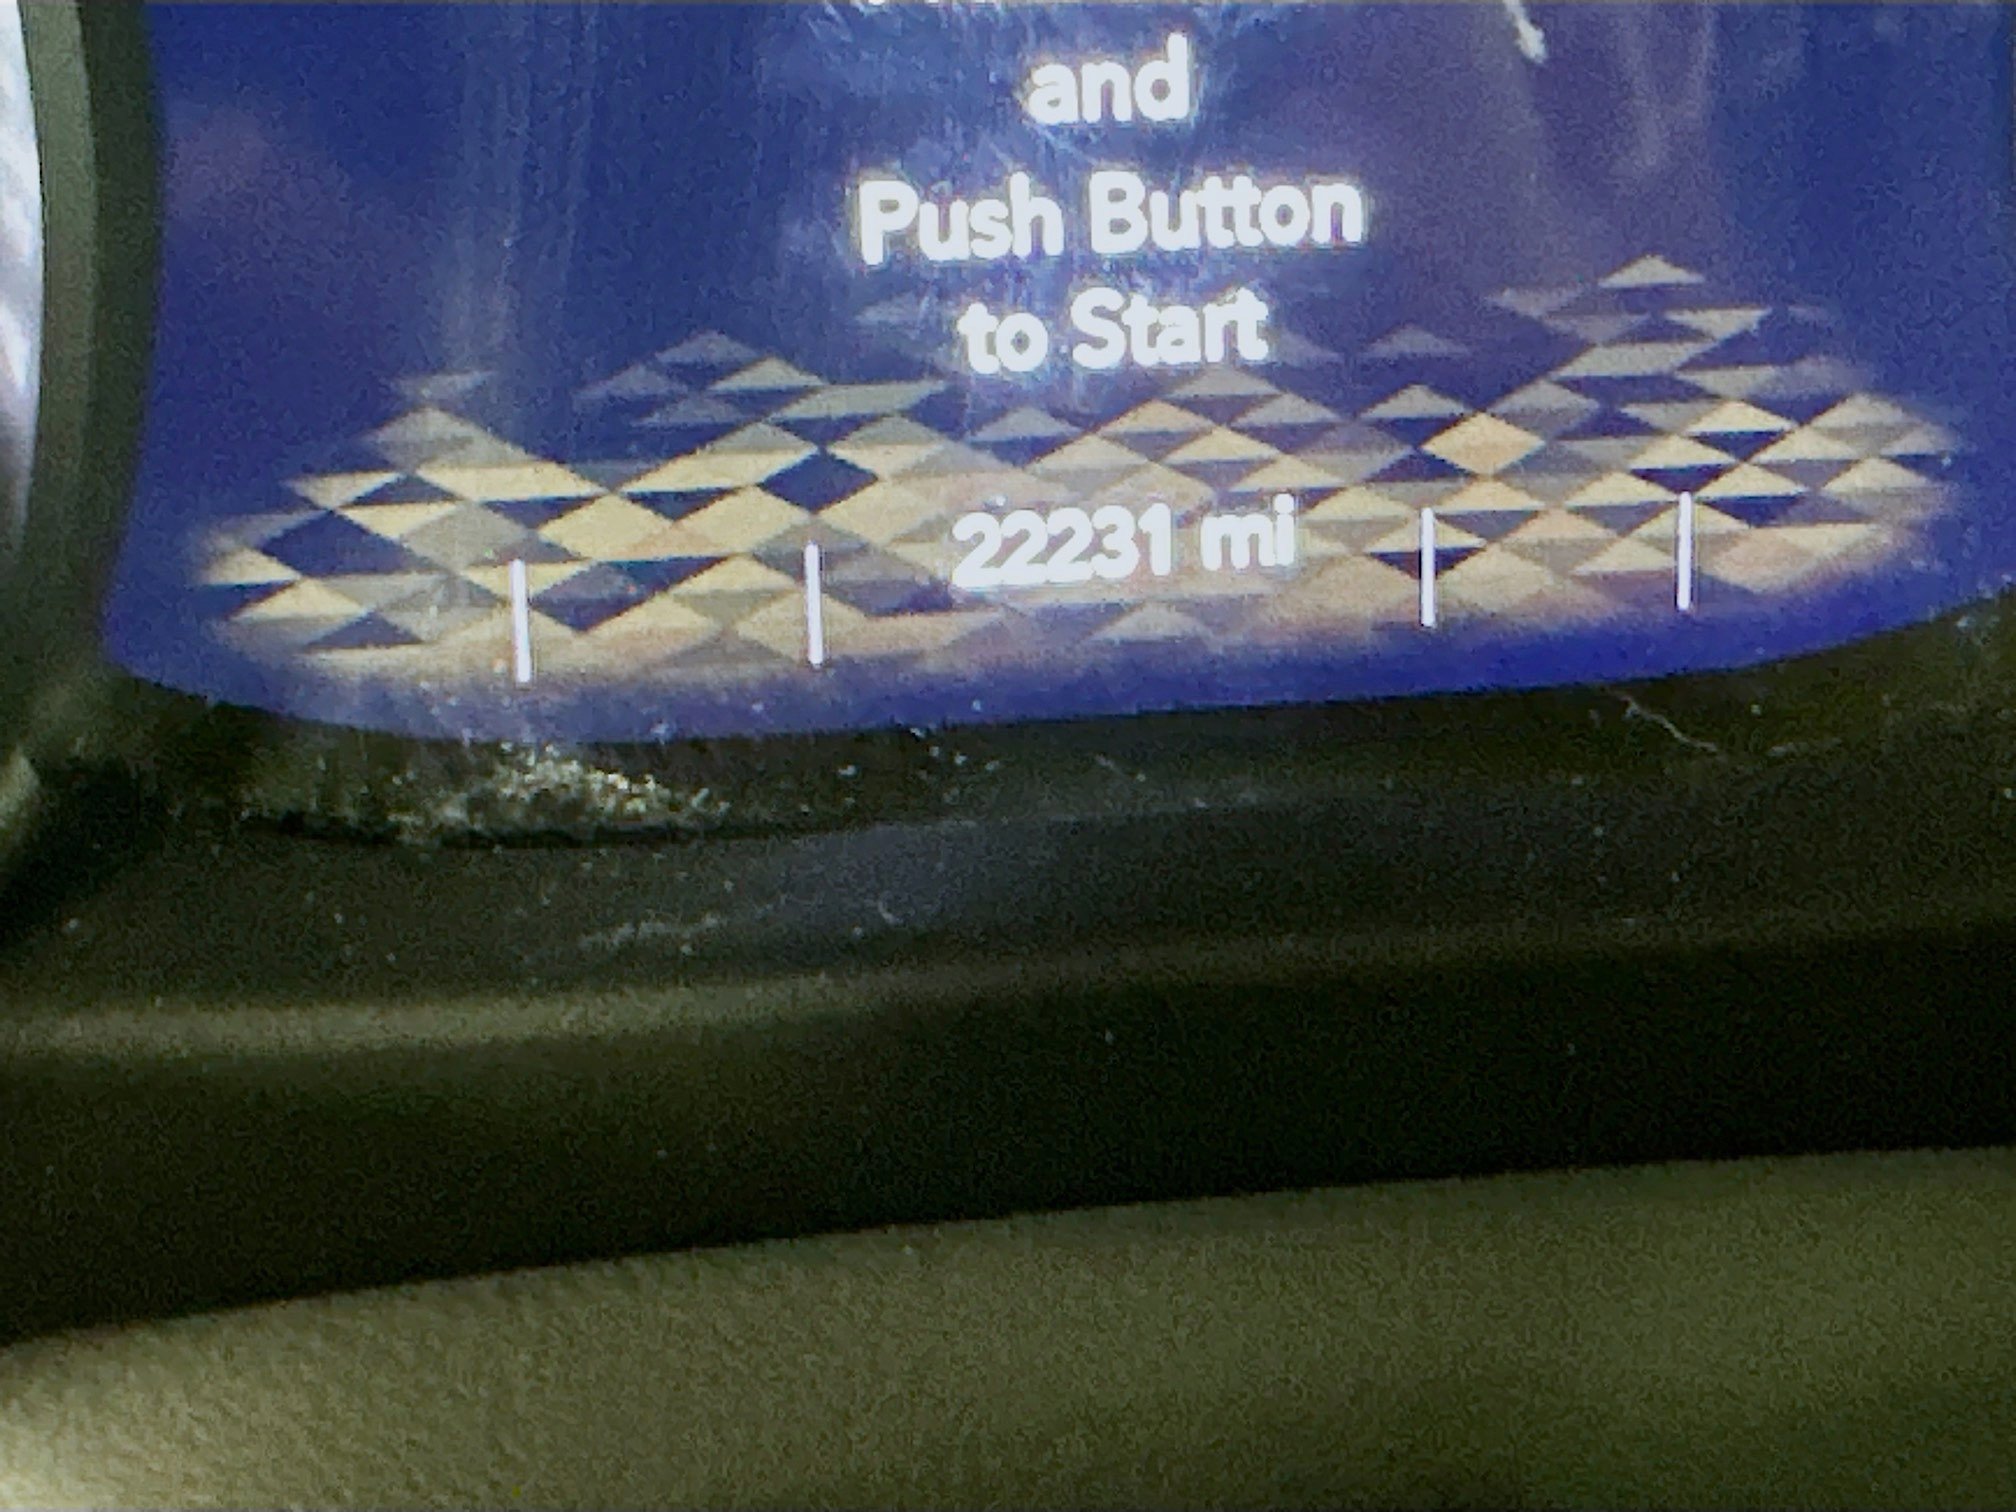 and
Push Button
to Start
22231 mi